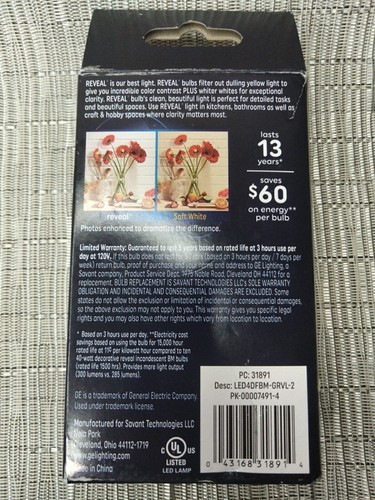 REVEAL® is our best light. REVEAL® bulbs filter out dulling yellow light to
give you incredible color contrast PLUS whiter whites for exceptional
clarity. REVEAL® bulb's clean, beautiful light is perfect for detailed tasks
and beautiful spaces. Use REVEAL® light in kitchens, bathrooms as well as
craft & hobby spaces where clarity matters most.
lasts
13
years*
saves
$60
on energy**
per bulb
reveal
Soft White
Photos enhanced to dramatize the difference.
Limited Warranty: Guaranteed to last 5 years based on rated life at 3 hours use per
day at 120V. If this bulb does not last for 5 years (based on 3 hours per day / 7 days per
week) return bulb, proof of purchase and your name and address to GE Lighting, a
Savant company, Product Service Dept. 1975 Noble Road, Cleveland OH 44112 for a
replacement. BULB REPLACEMENT IS SAVANT TECHNOLOGIES LLC's SOLE WARRANTY
OBLIGATION AND INCIDENTAL AND CONSEQUENTIAL DAMAGES ARE EXCLUDED. Some
states do not allow the exclusion or limitation of incidental or consequential damages,
so the above exclusion may not apply to you. This warranty gives you specific legal
rights and you may also have other rights which vary from location to location.
* Based on 3 hours use per day. **Electricity cost
savings based on using the bulb for 15,000 hour
rated life at 11¢ per kilowatt hour compared to ten
40-watt decorative reveal incandescent BM bulbs
(rated life 1500 hrs). Provides more light output
(300 lumens vs. 285 lumens).
GE is a trademark of General Electric Company.
Used under trademark license.
Manufactured for Savant Technologies LLC
Nela Park
Cleveland, Ohio 44112-1719
www.gelighting.com
Made in China
C UL US
LISTED
LED LAMP
PC: 31891
Desc: LED4DFBM-GRVL-2
PK-00007491-4
0 43168 31891 4